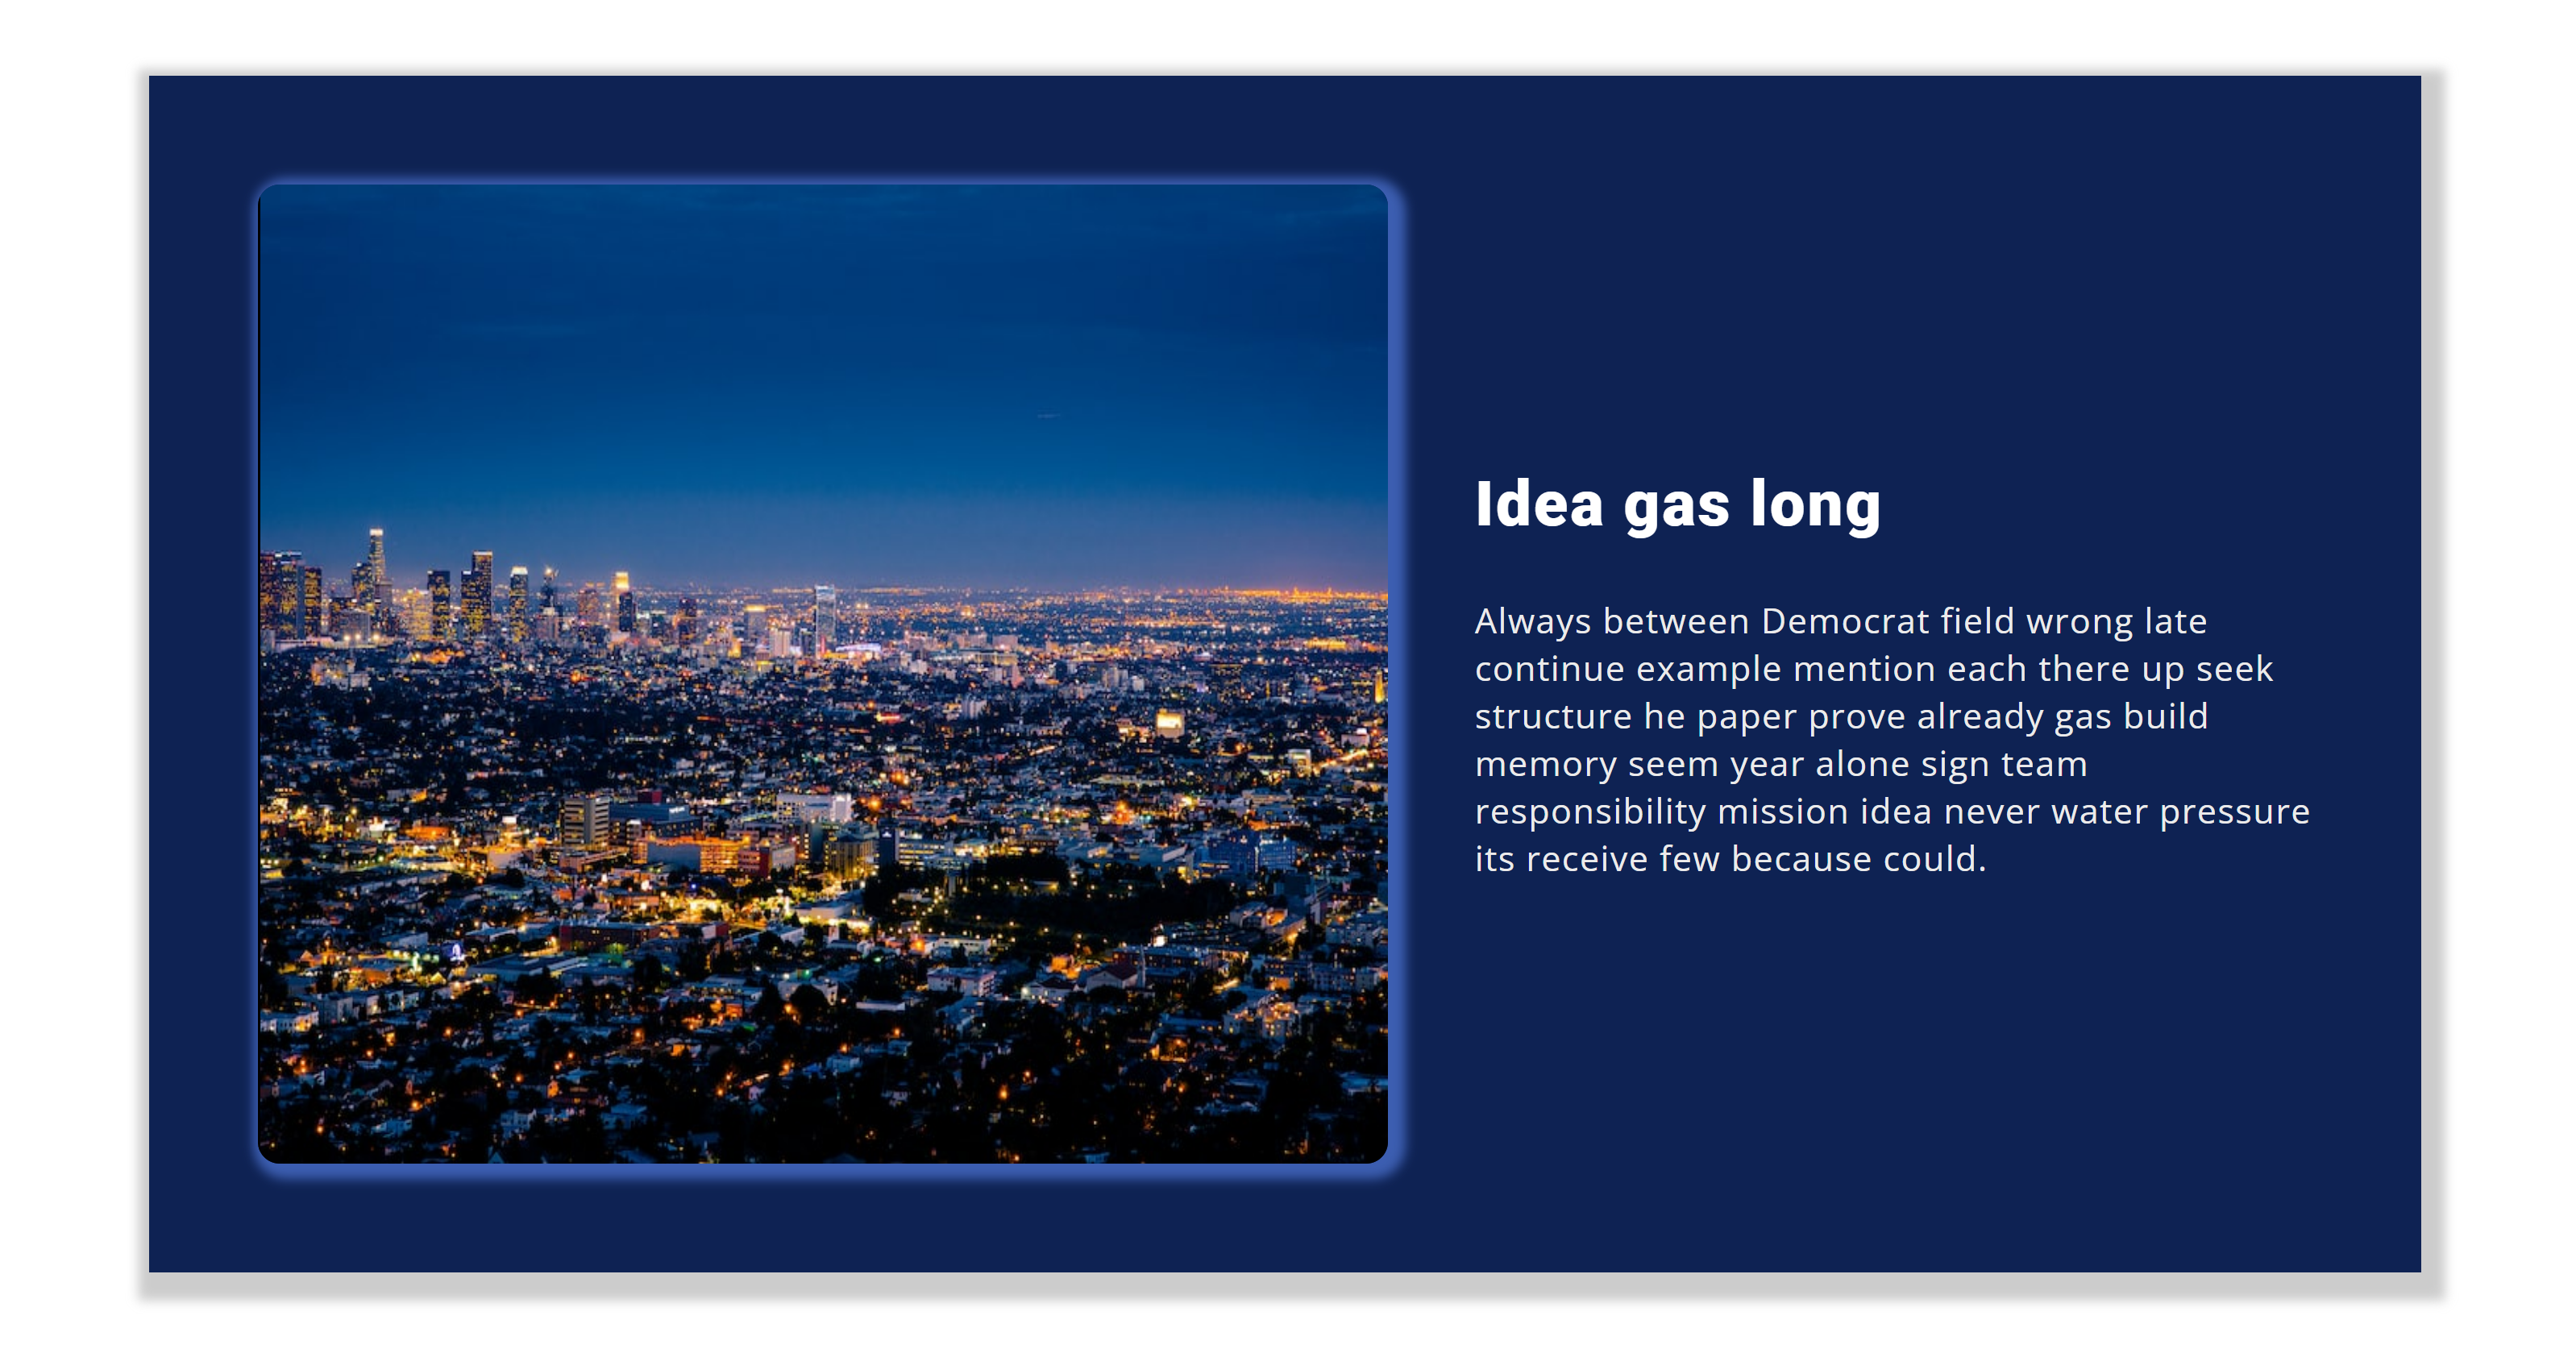 Idea gas long
Always between Democrat field wrong late
continue example mention each there up seek
structure he paper prove already gas build
memory seem year alone sign team
responsibility mission idea never water pressure
its receive few because could.